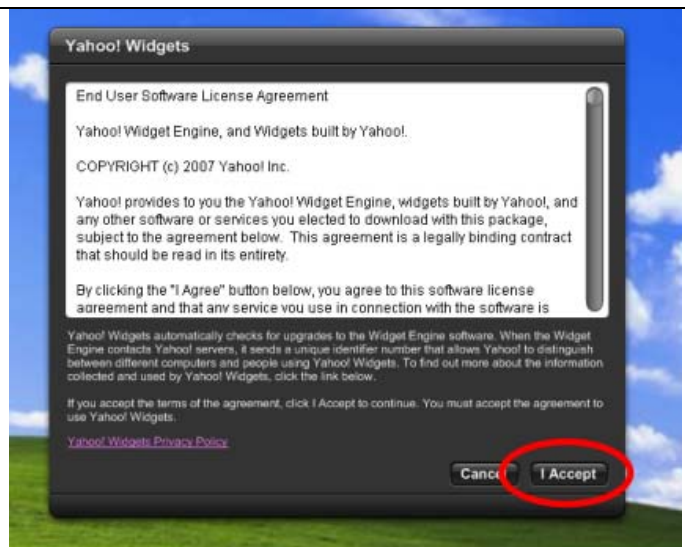 Yahoo! Widgets
End User Software License Agreement
Yahoo! Widget Engine, and Widgets built by Yahoo!.
COPYRIGHT (c) 2007 Yahoo! Inc.
Yahoo! provides to you the Yahoo! Widget Engine, widgets built by Yahoo!, and
any other software or services you elected to download with this package,
subject to the agreement below. This agreement is a legally binding contract
that should be read in its entirety.
By clicking the "I Agree" button below, you agree to this software license
agreement and that any service you use in connection with the software is
Yahoo! Widgets automatically checks for upgrades to the Widget Engine software. When the Widget
Engine contacts Yahoo! servers, it sends a unique identifier number that allows Yahoo! to distinguish
between different computers and people using Yahoo! Widgets. To find out more about the information
collected and used by Yahoo! Widgets, click the link below.
If you accept the terms of the agreement, click I Accept to continue. You must accept the agreement to
use Yahoo! Widgets.
Yahoo! Widgets Privacy Policy
Cancel
I Accept